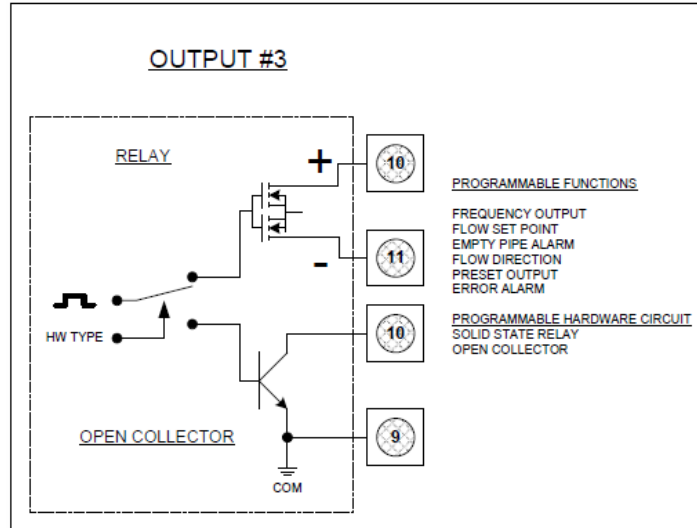 OUTPUT #3
RELAY
+
10
PROGRAMMABLE FUNCTIONS
FREQUENCY OUTPUT
FLOW SET POINT
EMPTY PIPE ALARM
FLOW DIRECTION
PRESET OUTPUT
ERROR ALARM
-
11
HW TYPE
10
PROGRAMMABLE HARDWARE CIRCUIT
SOLID STATE RELAY
OPEN COLLECTOR
OPEN COLLECTOR
9
COM